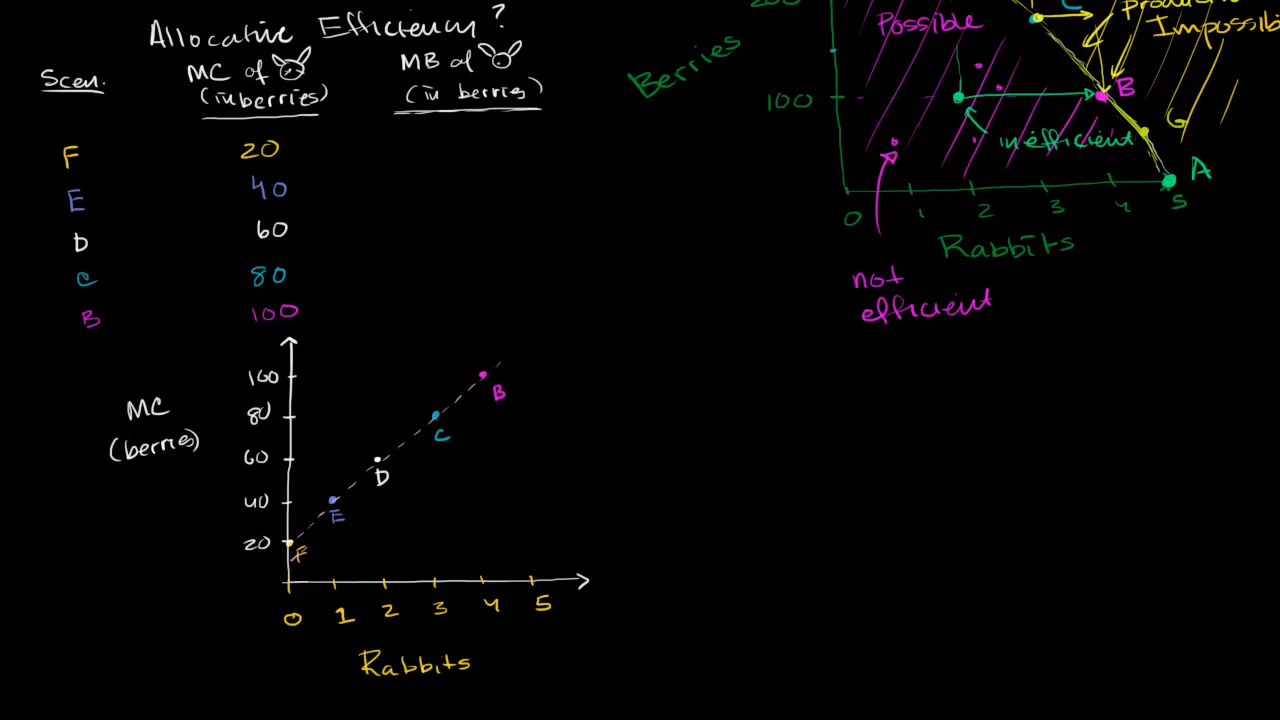 Allocative Efficiency?
Scen.
MC of
(in berries)
MB of
(in berries)
F 20
E 40
D 60
C 80
B 100
MC
(berries)
100
80
60
40
20
F
E
D
C
B
0 1 2 3 4 5
Rabbits
200
Possible
C
Impossib
Berries
100
B
G
inefficient
A
0 1 2 3 4 5
Rabbits
not
efficient